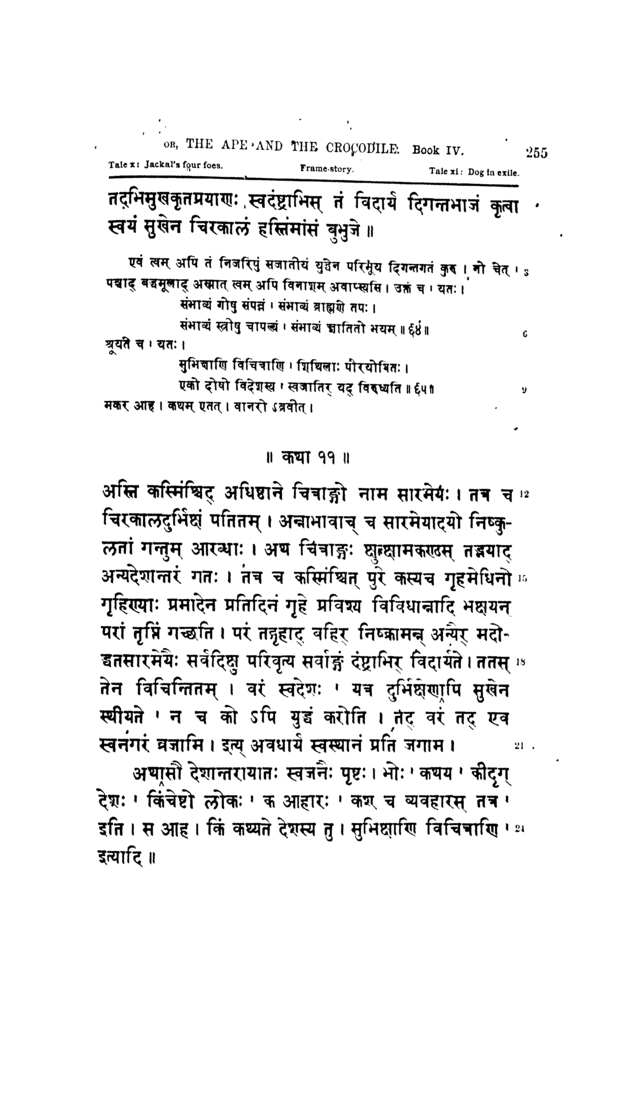 OR, THE APE AND THE CROCODILE. Book IV. 255
Tale x: Jackal's four foes. Frame-story. Tale xi: Dog in exile.
तदभिमुखकृतप्रयाणः स्वदंष्ट्राभिस् तं विदार्य दिगन्तभाजं कृत्वा
स्वयं सुखेन चिरकालं हस्तिमांसं बुभुजे ॥
एवं त्वम् अपि तं निजरिपुं सजातीयं युद्धेन परिभूय दिगन्तगतं कुरु । नो चेत् ' 3
पश्चाद् बद्धमूलाद् अस्मात् त्वम् अपि विनाशम् अवाप्स्यसि । उक्तं च । यतः ।
संभाव्यं गोषु संपन्नं । संभाव्यं ब्राह्मणे तपः ।
संभाव्यं स्त्रीषु चापल्यं । संभाव्यं ज्ञातितो भयम् ॥ ६४ ॥ 6
श्रूयते च । यतः ।
सुभिक्षाणि विचित्राणि । शिथिलाः पौरयोषितः ।
एको दोषो विदेशस्य । स्वजातिर् यद् विरुध्यति ॥ ६५ ॥ 9
मकर आह । कथम् एतत् । वानरो ऽब्रवीत् ।
॥ कथा ११ ॥
अस्ति कस्मिंश्चिद् अधिष्ठाने चित्राङ्गो नाम सारमेयः । तत्र च 12
चिरकालदुर्भिक्षं पतितम् । अन्नाभावाच् च सारमेयादयो निष्कु-
लतां गन्तुम् आरब्धाः । अथ चित्राङ्गः क्षुत्क्षामकण्ठस् तद्भयाद्
अन्यदेशान्तरं गतः । तत्र च कस्मिंश्चित् पुरे कस्यच गृहमेधिनो 15
गृहिण्याः प्रमादेन प्रतिदिनं गृहे प्रविश्य विविधान्नादि भक्षयन
परां तृप्तिं गच्छति । परं तद्गृहाद् बहिर् निष्क्रामन्न् अन्यैर् मदो-
द्धतसारमेयैः सर्वदिक्षु परिवृत्य सर्वाङ्गं दंष्ट्राभिर् विदार्यते । ततस् 18
तेन विचिन्तितम् । वरं स्वदेशः ' यत्र दुर्भिक्षेणापि सुखेन
स्थीयते ' न च को ऽपि युद्धं करोति । तद् वरं तद् एव
स्वनगरं व्रजामि । इत्य् अवधार्य स्वस्थानं प्रति जगाम । 21
अथासौ देशान्तरायातः स्वजनैः पृष्टः । भोः ' कथय ' कीदृग्
देशः ' किंचेष्टो लोकः ' क आहारः ' कश् च व्यवहारस् तत्र '
इति । स आह । किं कथ्यते देशस्य तु । सुभिक्षाणि विचित्राणि ' 24
इत्यादि ॥